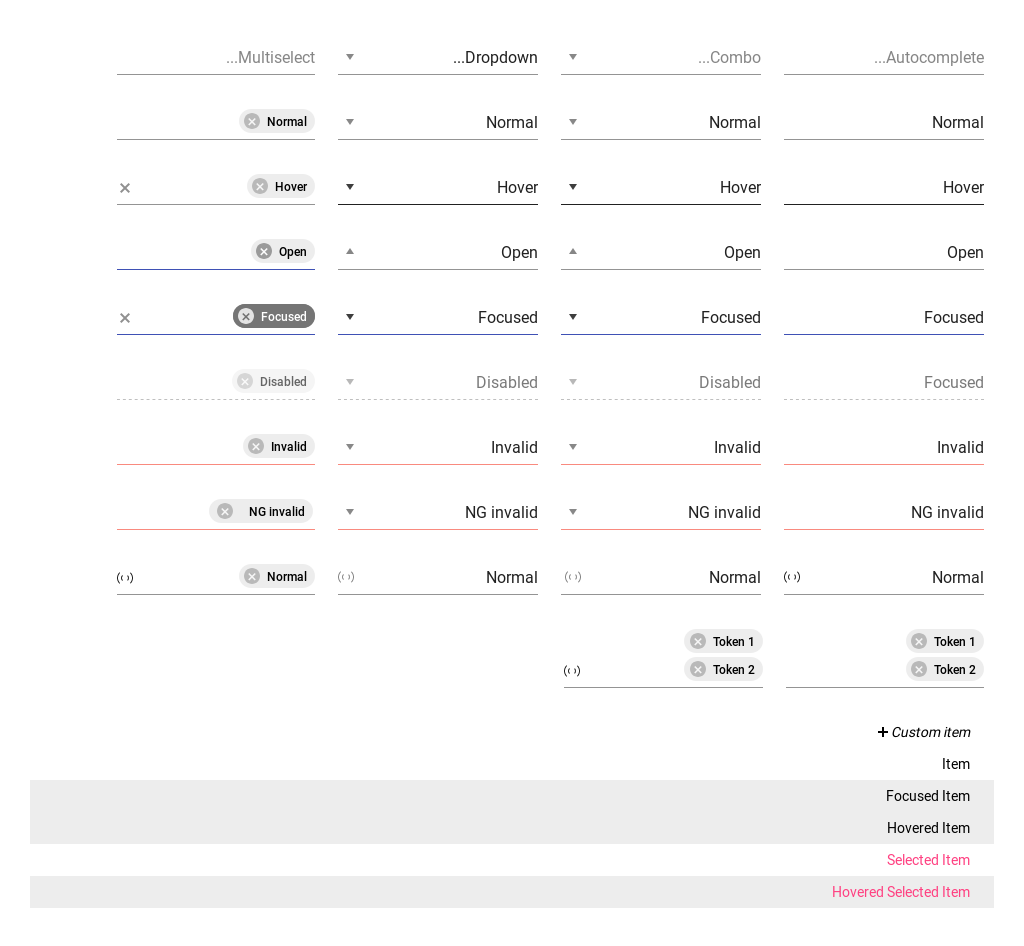 ...Multiselect ...Dropdown ...Combo ...Autocomplete
Normal Normal Normal Normal
Hover Hover Hover Hover
Open Open Open Open
Focused Focused Focused Focused
Disabled Disabled Disabled Focused
Invalid Invalid Invalid Invalid
NG invalid NG invalid NG invalid NG invalid
Normal Normal Normal Normal
Token 1 Token 1
Token 2 Token 2
Custom item
Item
Focused Item
Hovered Item
Selected Item
Hovered Selected Item